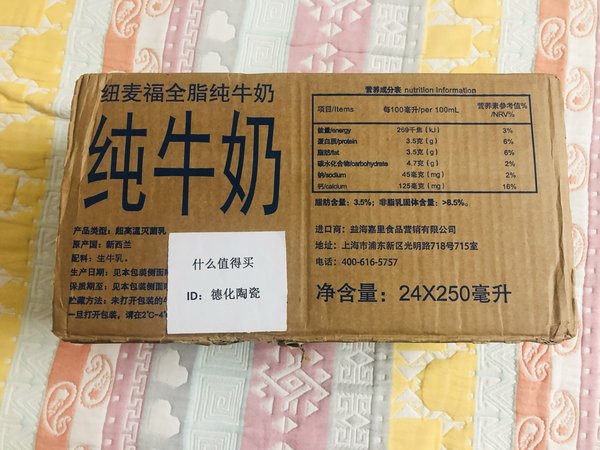 纽麦福全脂纯牛奶
纯牛奶
产品类型：超高温灭菌乳
原产国：新西兰
配料：生牛乳。
生产日期：见本包装侧面
保质期至：见本包装侧面
贮藏方法：未打开包装的
一旦打开包装，请在2℃-4℃
什么值得买
ID：德化陶瓷
营养成分表 nutrition information
项目/Items 每100毫升/per 100mL 营养素参考值%/NRV%
能量/energy 269千焦（kJ） 3%
蛋白质/protein 3.5克（g） 6%
脂肪/fat 3.5克（g） 6%
碳水化合物/carbohydrate 4.7克（g） 2%
钠/sodium 45毫克（mg） 2%
钙/calcium 125毫克（mg） 16%
脂肪含量：3.5%；非脂乳固体含量：>8.5%。
进口商：益海嘉里食品营销有限公司
地址：上海市浦东新区光明路718号715室
电话：400-616-5757
净含量：24X250毫升